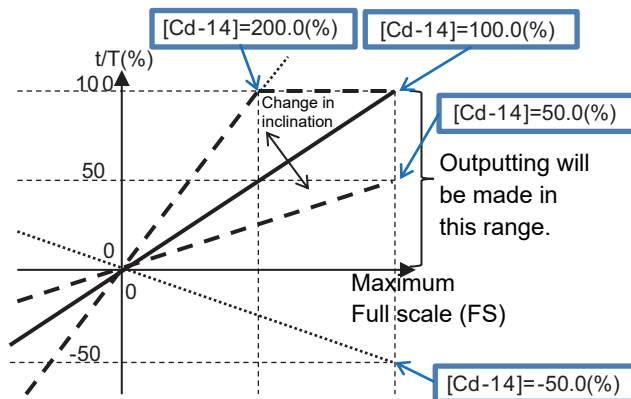 [Cd-14]=200.0(%)
[Cd-14]=100.0(%)
t/T(%)
100
Change in
inclination
[Cd-14]=50.0(%)
50
Outputting will
be made in
this range.
0
0
Maximum
Full scale (FS)
-50
[Cd-14]=-50.0(%)